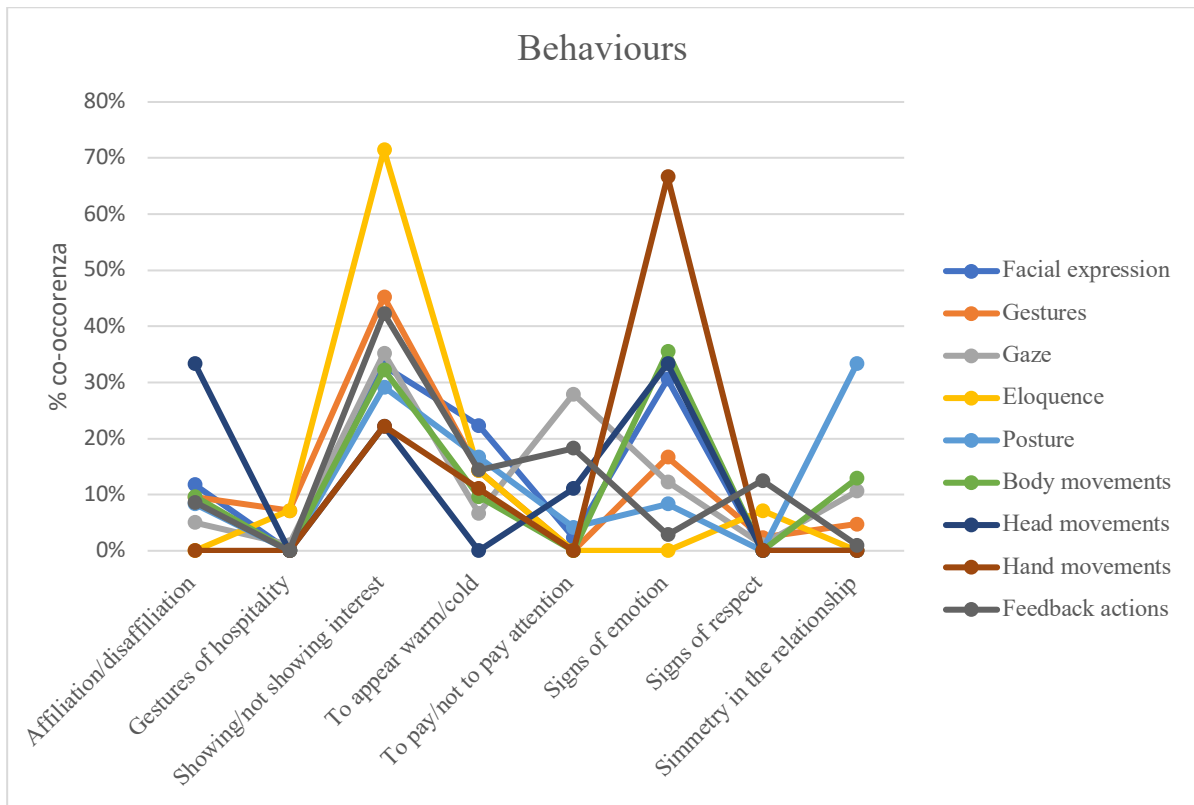 Behaviours
80%
70%
60%
50%
40%
30%
20%
10%
0%
% co-occorenza
Affiliation/disaffiliation
Gestures of hospitality
Showing/not showing interest
To appear warm/cold
To pay/not to pay attention
Signs of emotion
Signs of respect
Simmetry in the relationship
Facial expression
Gestures
Gaze
Eloquence
Posture
Body movements
Head movements
Hand movements
Feedback actions